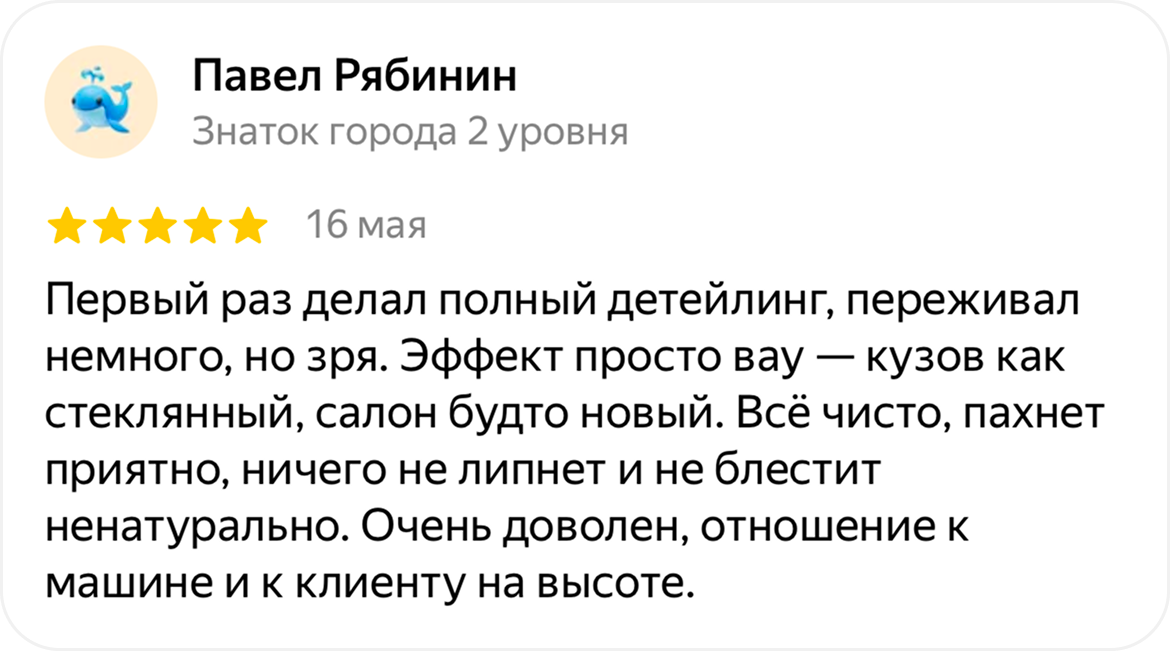 Павел Рябинин
Знаток города 2 уровня
16 мая
Первый раз делал полный детейлинг, переживал
немного, но зря. Эффект просто вау — кузов как
стеклянный, салон будто новый. Всё чисто, пахнет
приятно, ничего не липнет и не блестит
ненатурально. Очень доволен, отношение к
машине и к клиенту на высоте.